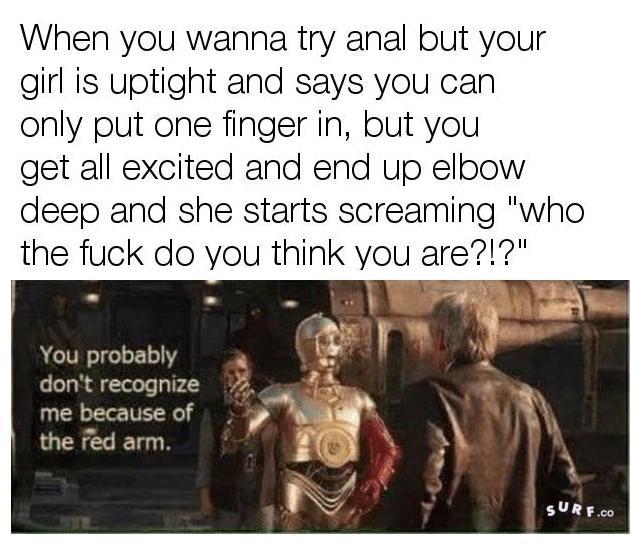 When you wanna try anal but your
girl is uptight and says you can
only put one finger in, but you
get all excited and end up elbow
deep and she starts screaming "who
the fuck do you think you are?!?"
You probably
don't recognize
me because of
the red arm.
SURF.co